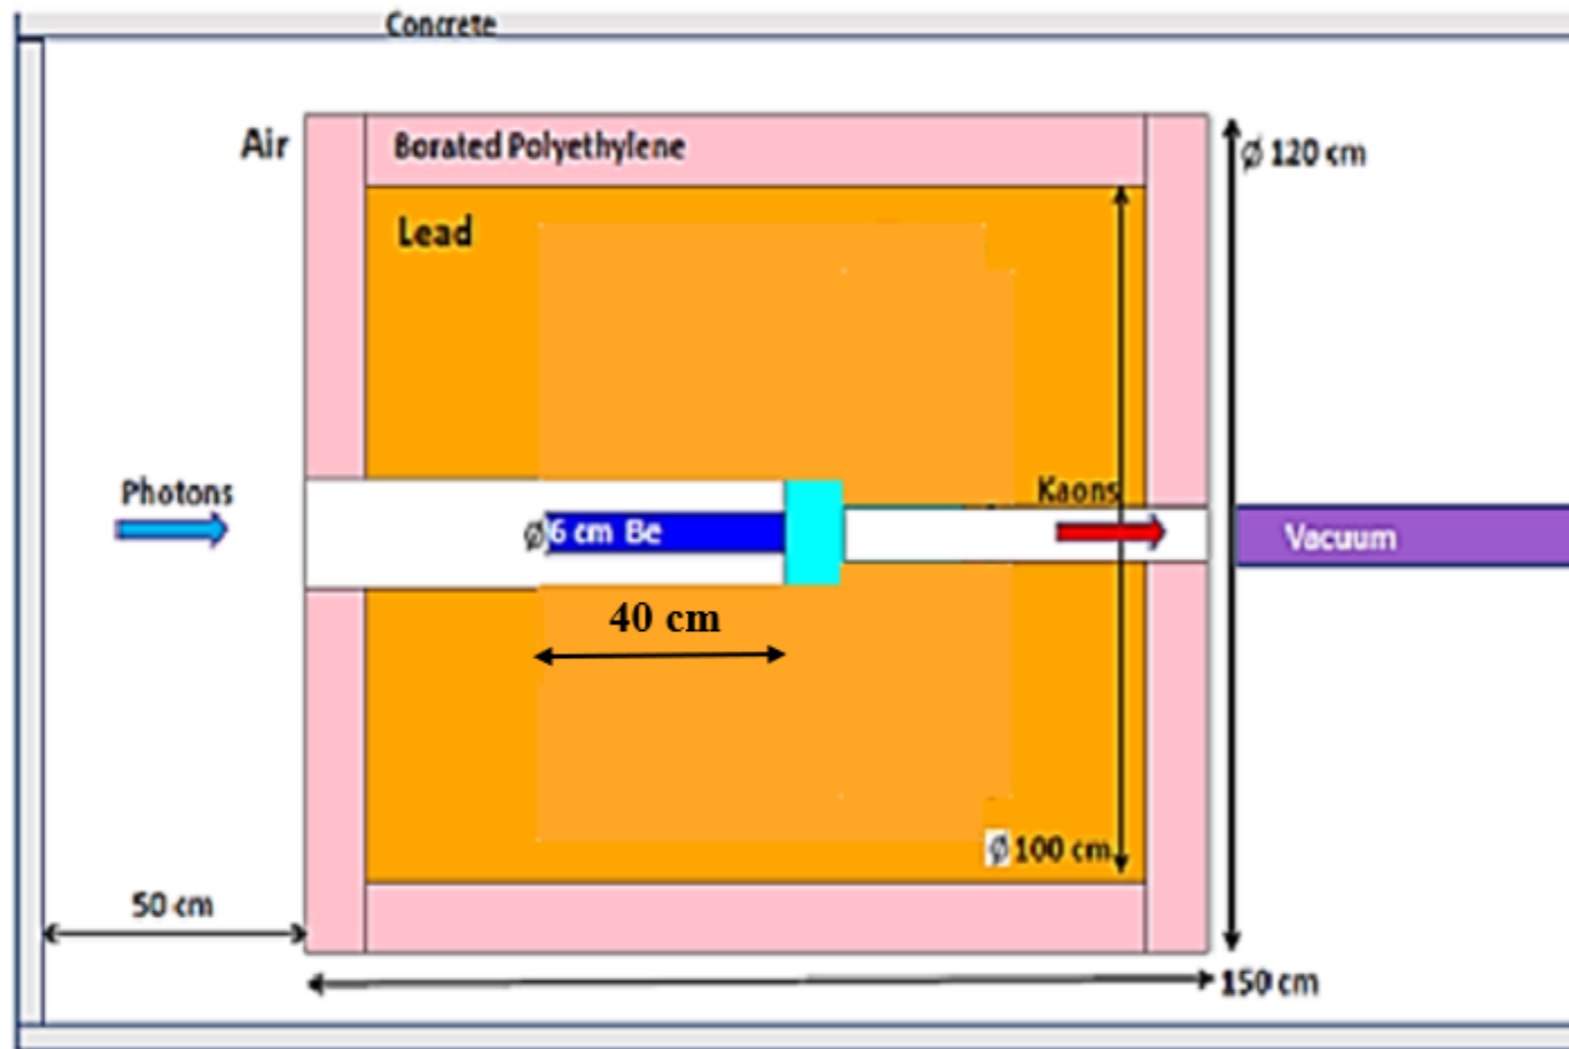 Concrete
Air
Borated Polyethylene
Ø 120 cm
Lead
Photons
Kaons
Ø 6 cm Be
Vacuum
40 cm
Ø 100 cm
50 cm
150 cm